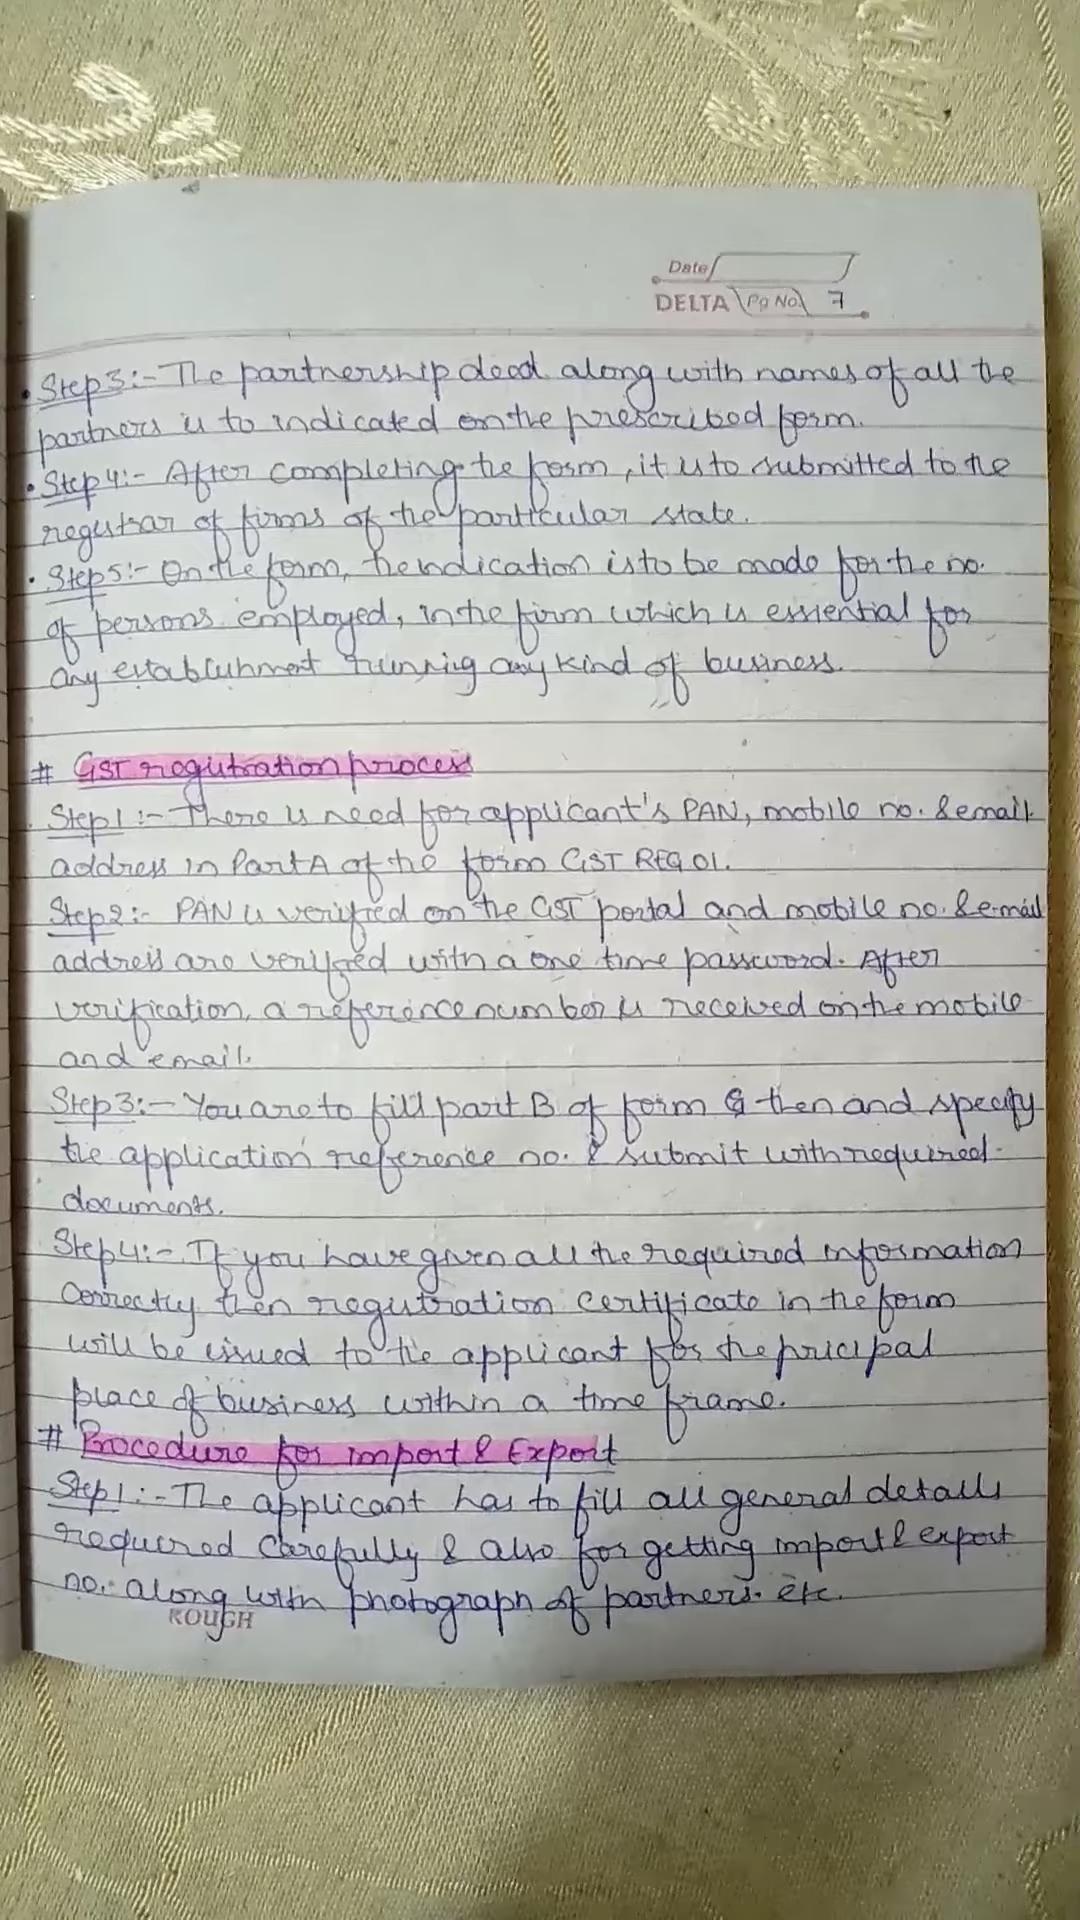 Date
DELTA Pg No. 7
• Step3:- The partnership deed along with names of all the
partners is to indicated on the prescribed form.
• Step4:- After completing the form, it is to submitted to the
registrar of firms of the particular state.
• Step5:- On the form, the indication is to be made for the no.
of persons employed, in the firm which is essential for
any establishment running any kind of business.
# GST registration process
Step1:- There is need for applicant's PAN, mobile no. & email
address in Part A of the form GST REG 01.
Step2:- PAN is verified on the GST portal and mobile no. & e-mail
address are verified with a one time password. After
verification, a reference number is received on the mobile
and email.
Step3:- You are to fill part B of form & then and specify
the application reference no. & submit with required
documents.
Step4:- If you have given all the required information
correctly then registration certificate in the form
will be issued to the applicant for the pricipal
place of business within a time frame.
# Procedure for import & Export
Step1:- The applicant has to fill all general details
required carefully & also for getting import & export
no. along with photograph of partners. etc.
ROUGH